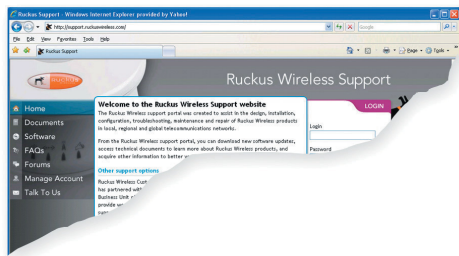 Ruckus Support - Windows Internet Explorer provided by Yahoo!
http://support.ruckuswireless.com/
Google
File Edit View Favorites Tools Help
Ruckus Support
Page Tools
Ruckus Wireless Support
Home
Documents
Software
FAQs
Forums
Manage Account
Talk To Us
Welcome to the Ruckus Wireless Support website
The Ruckus Wireless support portal was created to assist in the design, installation,
configuration, troubleshooting, maintenance and repair of Ruckus Wireless products
in local, regional and global telecommunications networks.
From the Ruckus Wireless support portal, you can download new software updates,
access technical documents to learn more about Ruckus Wireless products, and
acquire other information to better
Other support options
Ruckus Wireless
has partnered
Business Unit
provide
LOGIN
Login
Password